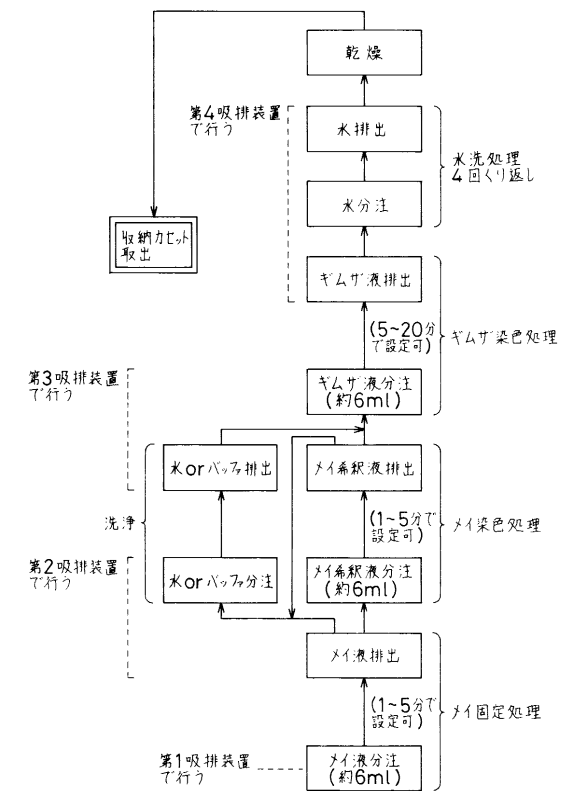 乾燥
第4吸排装置
で行う
水排出
水洗処理
4回くり返し
水分注
収納カセット
取出
ギムザ液排出
(5~20分
で設定可)
ギムザ染色処理
第3吸排装置
で行う
ギムザ液分注
(約6ml)
水orバッファ排出
メイ希釈液排出
洗浄
(1~5分で
設定可)
メイ染色処理
第2吸排装置
で行う
水orバッファ分注
メイ希釈液分注
(約6ml)
メイ液排出
(1~5分で
設定可)
メイ固定処理
第1吸排装置
で行う
メイ液分注
(約6ml)